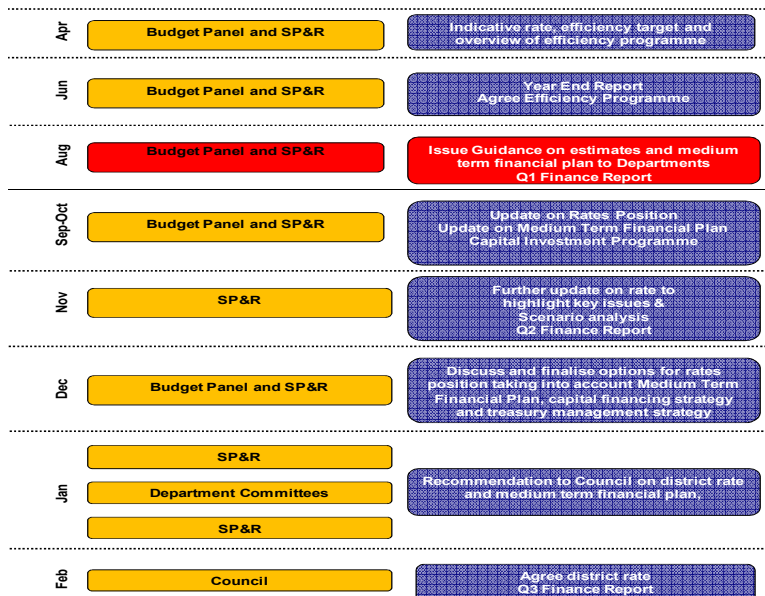 Apr
Budget Panel and SP&R
Indicative rate, efficiency target and
overview of efficiency programme
Jun
Budget Panel and SP&R
Year End Report
Agree Efficiency Programme
Aug
Budget Panel and SP&R
Issue Guidance on estimates and medium
term financial plan to Departments
Q1 Finance Report
Sep-Oct
Budget Panel and SP&R
Update on Rates Position
Update on Medium Term Financial Plan
Capital Investment Programme
Nov
SP&R
Further update on rate to
highlight key issues &
Scenario analysis
Q2 Finance Report
Dec
Budget Panel and SP&R
Discuss and finalise options for rates
position taking into account Medium Term
Financial Plan, capital financing strategy
and treasury management strategy
Jan
SP&R
Department Committees
SP&R
Recommendation to Council on district rate
and medium term financial plan.
Feb
Council
Agree district rate
Q3 Finance Report